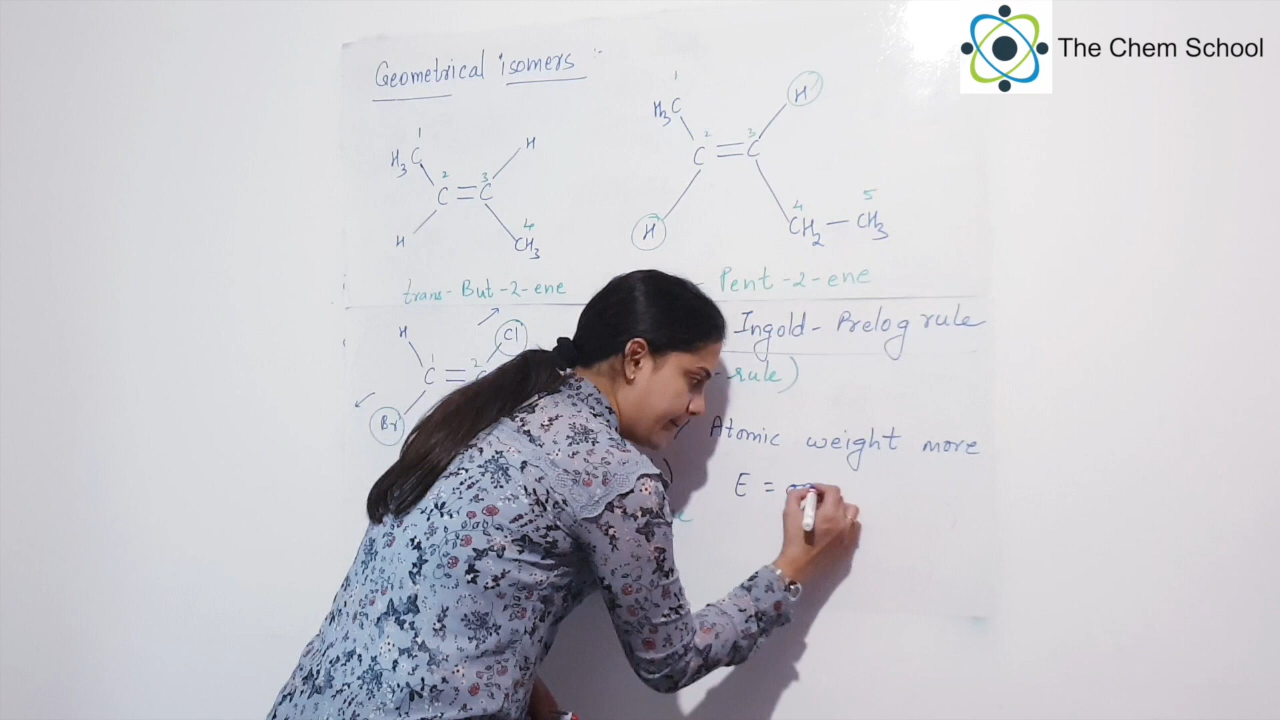 The Chem School
Geometrical isomers :-
1
H3C
2
3
H
C = C
H
4
CH3
trans- But -2-ene
1
H3C
2
3
H
C = C
H
4
5
CH2 — CH3
- Pent -2-ene
H
Cl
1
2
C = C
Br
Ingold - Prelog rule
-rule)
Atomic weight more
E =